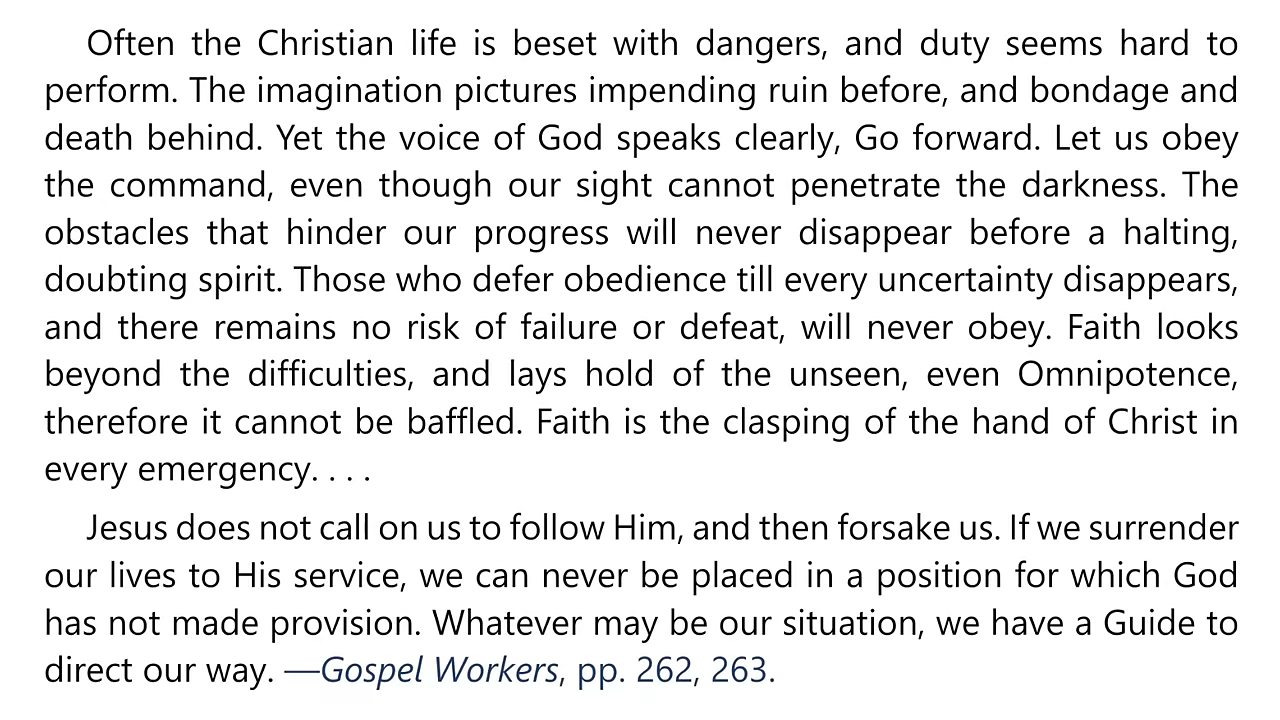 Often the Christian life is beset with dangers, and duty seems hard to
perform. The imagination pictures impending ruin before, and bondage and
death behind. Yet the voice of God speaks clearly, Go forward. Let us obey
the command, even though our sight cannot penetrate the darkness. The
obstacles that hinder our progress will never disappear before a halting,
doubting spirit. Those who defer obedience till every uncertainty disappears,
and there remains no risk of failure or defeat, will never obey. Faith looks
beyond the difficulties, and lays hold of the unseen, even Omnipotence,
therefore it cannot be baffled. Faith is the clasping of the hand of Christ in
every emergency. . . .
Jesus does not call on us to follow Him, and then forsake us. If we surrender
our lives to His service, we can never be placed in a position for which God
has not made provision. Whatever may be our situation, we have a Guide to
direct our way. —Gospel Workers, pp. 262, 263.